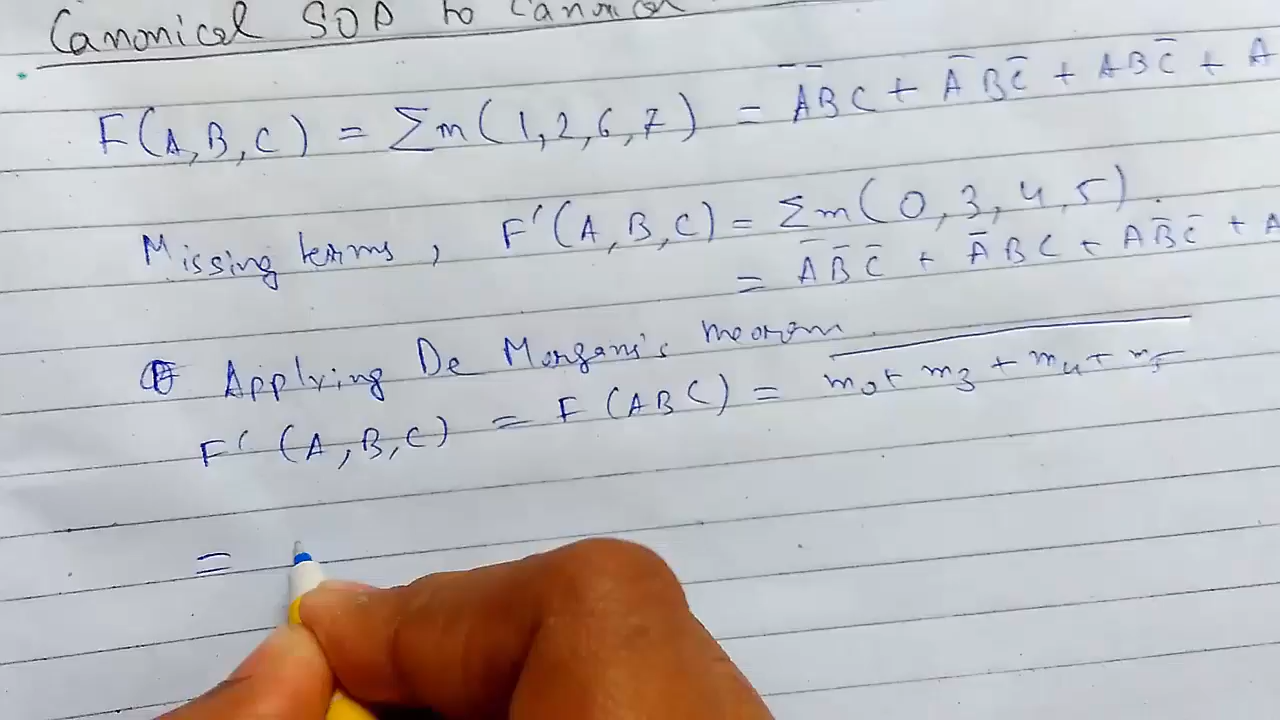 Canonical SOP to Canonical
F(A,B,C) = Σm(1,2,6,7) = A̅B̅C + A̅BC̅ + ABC̅ + A
Missing terms, F'(A,B,C) = Σm(0,3,4,5).
= A̅B̅C̅ + A̅BC + AB̅C̅ + A
Applying De Morgan's theorem.
F'(A,B,C) = F(ABC) = \overline{m0+m3+m4+m5}
=